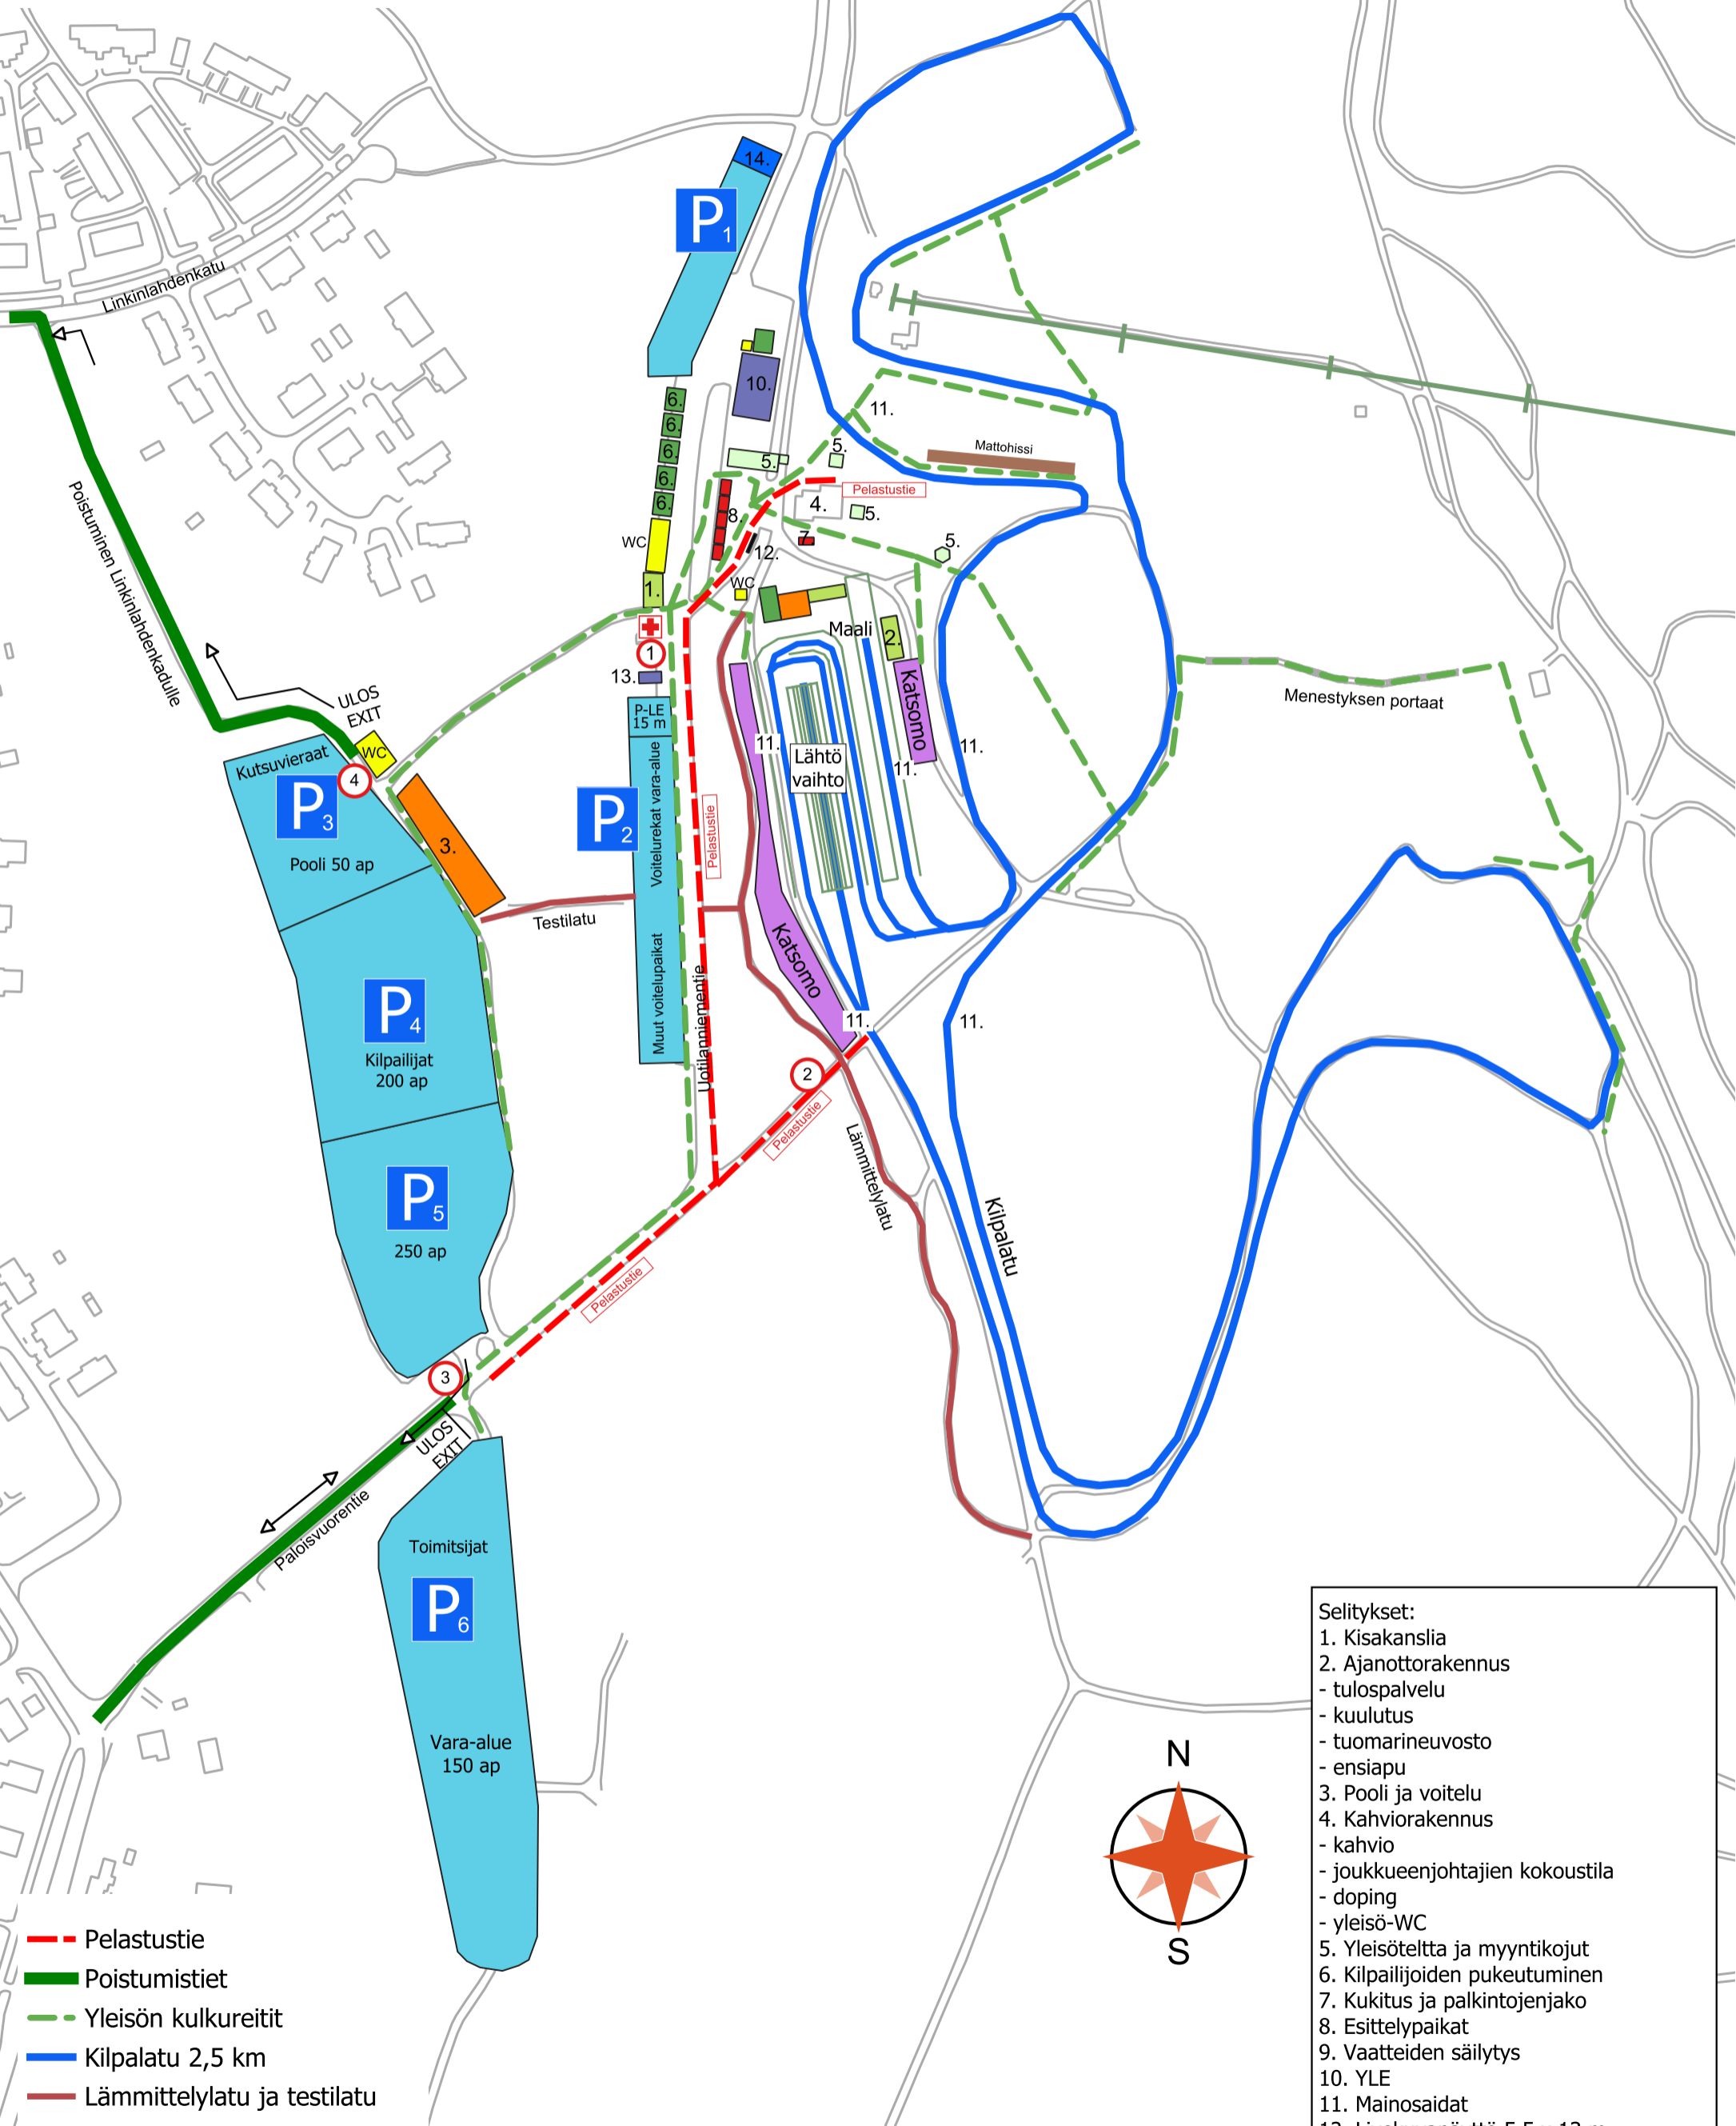 14.
P1
Linkinlahdenkatu
10.
6.
6.
6.
6.
6.
11.
Mattohissi
5.
5.
Pelastustie
4.
5.
8.
7.
5.
12.
WC
WC
1.
Poistuminen Linkinlahdenkadulle
1
13.
Maali
2.
Katsomo
Menestyksen portaat
ULOS
EXIT
P-LE
15 m
WC
Kutsuvieraat
P3
4
Pooli 50 ap
3.
P2
Voitelurekat vara-alue
Pelastustie
11.
Lähtö
vaihto
11.
11.
Testilatu
Muut voitelupaikat
Uotilanniementie
Katsomo
11.
11.
P4
Kilpailijat
200 ap
2
Pelastustie
Lämmittelylatu
Kilpalatu
P5
250 ap
Pelastustie
3
ULOS
EXIT
Paloisvuorentie
Toimitsijat
P6
Vara-alue
150 ap
N
S
Pelastustie
Poistumistiet
Yleisön kulkureitit
Kilpalatu 2,5 km
Lämmittelylatu ja testilatu
Selitykset:
1. Kisakanslia
2. Ajanottorakennus
- tulospalvelu
- kuulutus
- tuomarineuvosto
- ensiapu
3. Pooli ja voitelu
4. Kahviorakennus
- kahvio
- joukkueenjohtajien kokoustila
- doping
- yleisö-WC
5. Yleisöteltta ja myyntikojut
6. Kilpailijoiden pukeutuminen
7. Kukitus ja palkintojenjako
8. Esittelypaikat
9. Vaatteiden säilytys
10. YLE
11. Mainosaidat